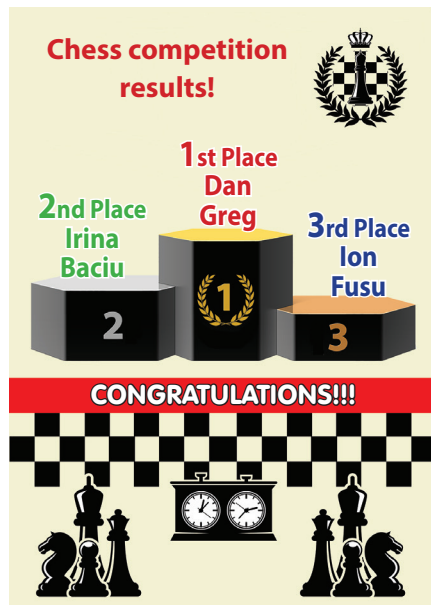 Chess competition
results!
1st Place
Dan
Greg
2nd Place
Irina
Baciu
3rd Place
Ion
Fusu
1
2
3
CONGRATULATIONS!!!